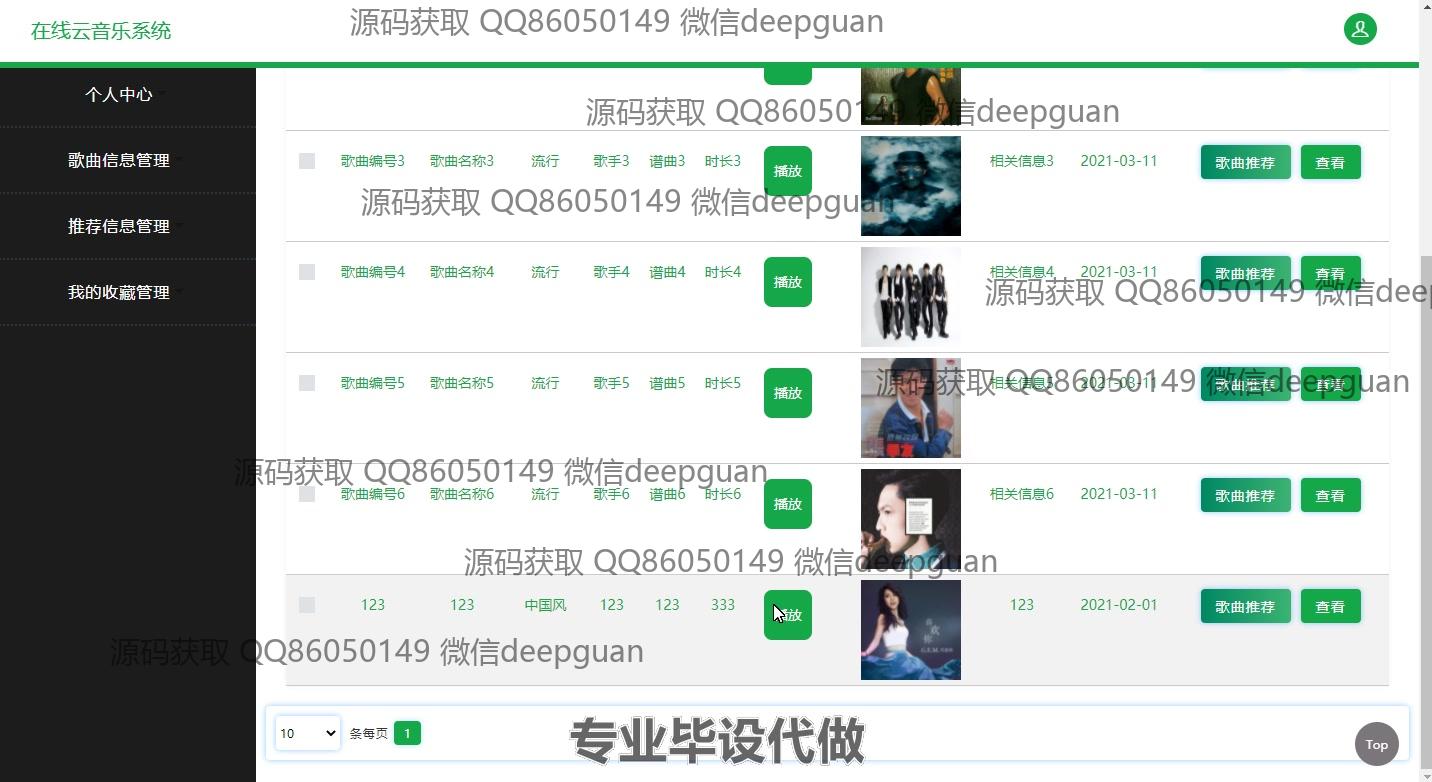 在线云音乐系统
源码获取 QQ86050149 微信deepguan
个人中心
歌曲信息管理
推荐信息管理
我的收藏管理
源码获取 QQ86050149 微信deepguan
歌曲编号3 歌曲名称3 流行 歌手3 谱曲3 时长3 播放 相关信息3 2021-03-11 歌曲推荐 查看
源码获取 QQ86050149 微信deepguan
歌曲编号4 歌曲名称4 流行 歌手4 谱曲4 时长4 播放 相关信息4 2021-03-11 歌曲推荐 查看
源码获取 QQ86050149 微信deep
歌曲编号5 歌曲名称5 流行 歌手5 谱曲5 时长5 播放 相关信息5 2021-03-11 歌曲推荐 查看
源码获取 QQ86050149 微信deepguan
源码获取 QQ86050149 微信deepguan
歌曲编号6 歌曲名称6 流行 歌手6 谱曲6 时长6 播放 相关信息6 2021-03-11 歌曲推荐 查看
源码获取 QQ86050149 微信deepguan
123 123 中国风 123 123 333 播放 123 2021-02-01 歌曲推荐 查看
喜欢你
G.E.M.
源码获取 QQ86050149 微信deepguan
10 条每页 1
专业毕设代做
Top